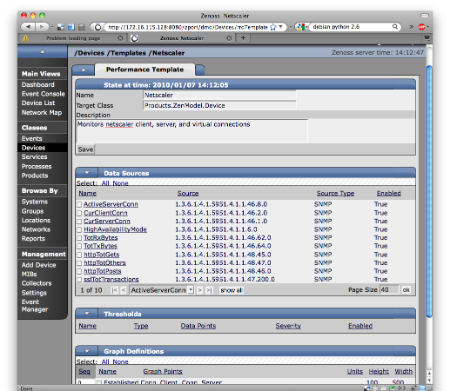 Zenoss: Netscaler
http://172.16.115.128:8080/zport/dmd/Devices/rrdTemplate
debian python 2.6
Problem loading page
Zenoss: Netscaler
/Devices /Templates /Netscaler
Zenoss server time: 14:12:47
Main Views
Dashboard
Event Console
Device List
Network Map
Classes
Events
Devices
Services
Processes
Products
Browse By
Systems
Groups
Locations
Networks
Reports
Management
Add Device
MIBs
Collectors
Settings
Event
Manager
Performance Template
State at time: 2010/01/07 14:12:05
Name Netscaler
Target Class Products.ZenModel.Device
Description
Monitors netscaler client, server, and virtual connections
Save
Data Sources
Select: All None
Name Source Source Type Enabled
ActiveServerConn 1.3.6.1.4.1.5951.4.1.1.46.8.0 SNMP True
CurClientConn 1.3.6.1.4.1.5951.4.1.1.46.2.0 SNMP True
CurServerConn 1.3.6.1.4.1.5951.4.1.1.46.1.0 SNMP True
HighAvailabilityMode 1.3.6.1.4.1.5951.4.1.1.6.0 SNMP True
TotRxBytes 1.3.6.1.4.1.5951.4.1.1.46.62.0 SNMP True
TotTxBytes 1.3.6.1.4.1.5951.4.1.1.46.64.0 SNMP True
httpTotGets 1.3.6.1.4.1.5951.4.1.1.48.45.0 SNMP True
httpTotOthers 1.3.6.1.4.1.5951.4.1.1.48.47.0 SNMP True
httpTotPosts 1.3.6.1.4.1.5951.4.1.1.48.46.0 SNMP True
sslTotTransactions 1.3.6.1.4.1.5951.4.1.1.47.200.0 SNMP True
1 of 10 |< < ActiveServerConn > >| show all Page Size 40 ok
Thresholds
Name Type Data Points Severity Enabled
Graph Definitions
Select: All None
Seq Name Graph Points Units Height Width
0 Established Conn Client Conn Server 100 500
Done